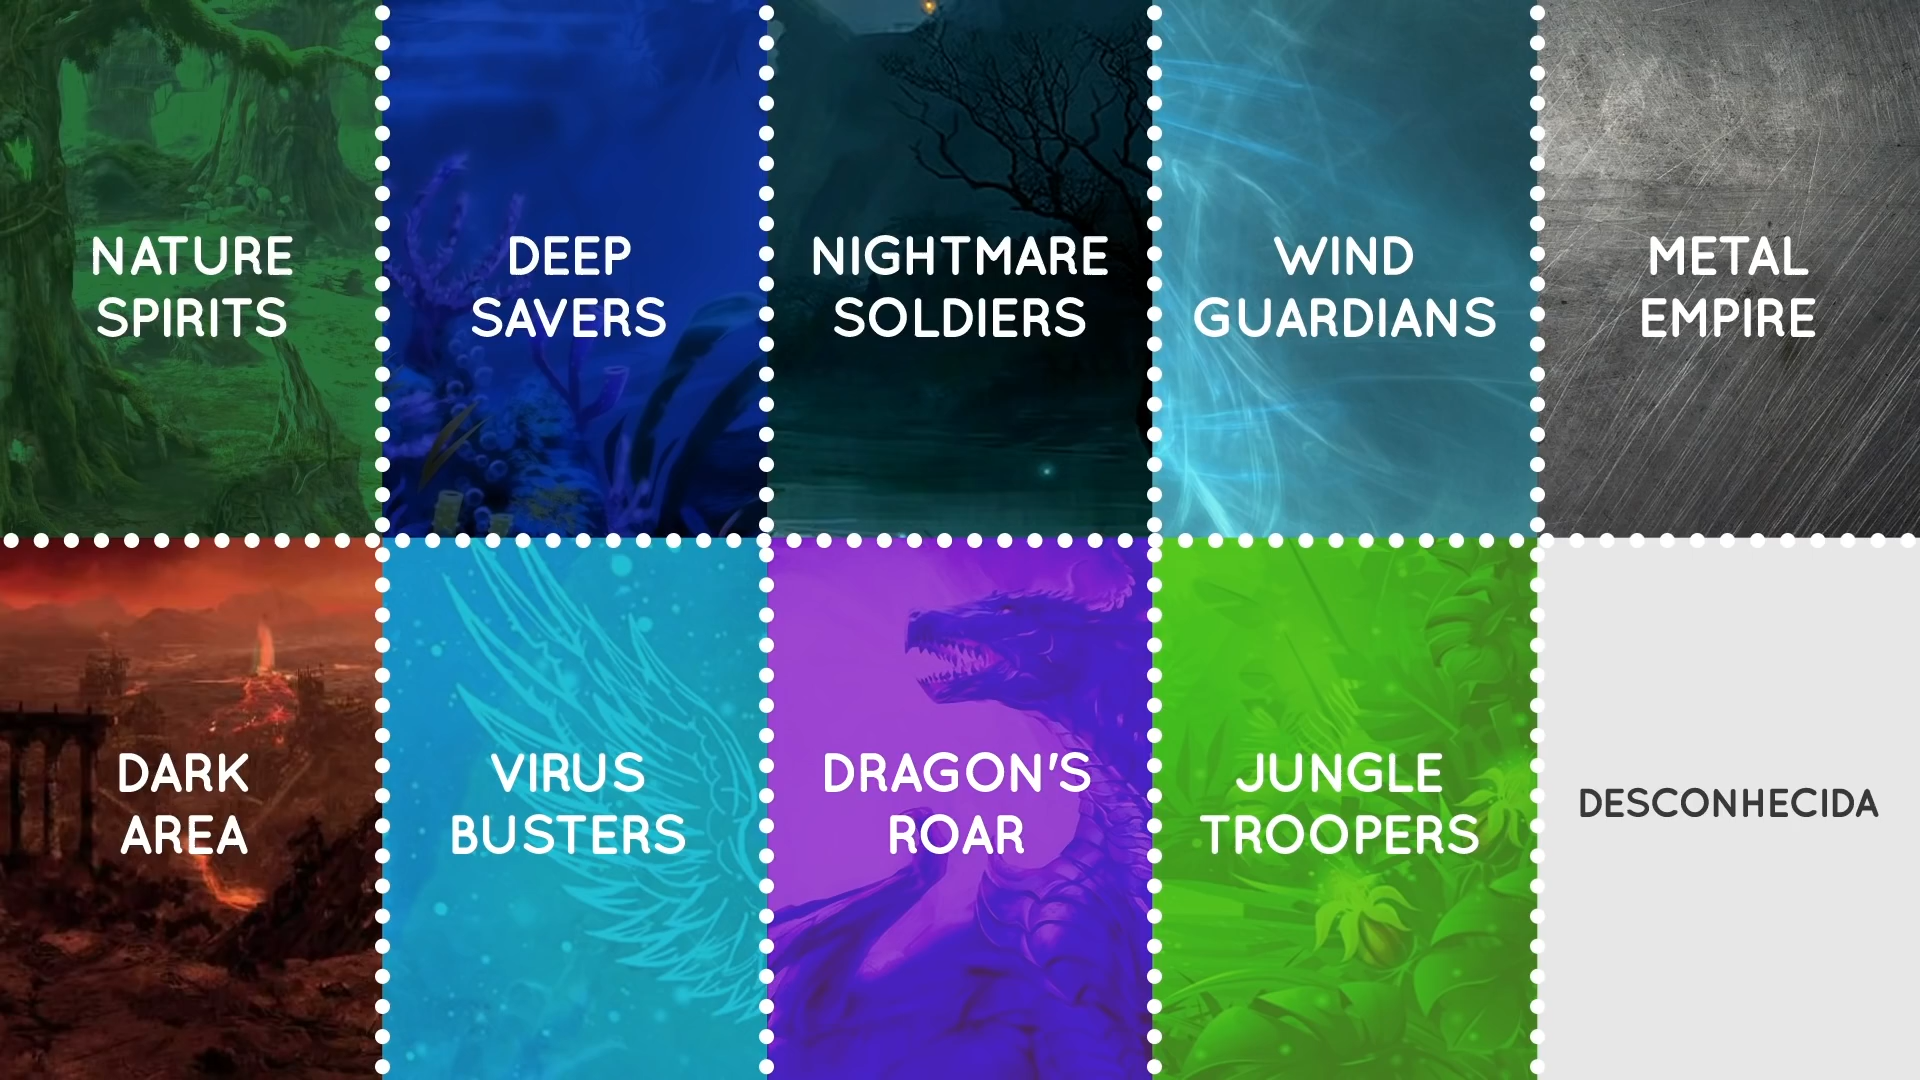 NATURE
SPIRITS
DEEP
SAVERS
NIGHTMARE
SOLDIERS
WIND
GUARDIANS
METAL
EMPIRE
DARK
AREA
VIRUS
BUSTERS
DRAGON'S
ROAR
JUNGLE
TROOPERS
DESCONHECIDA